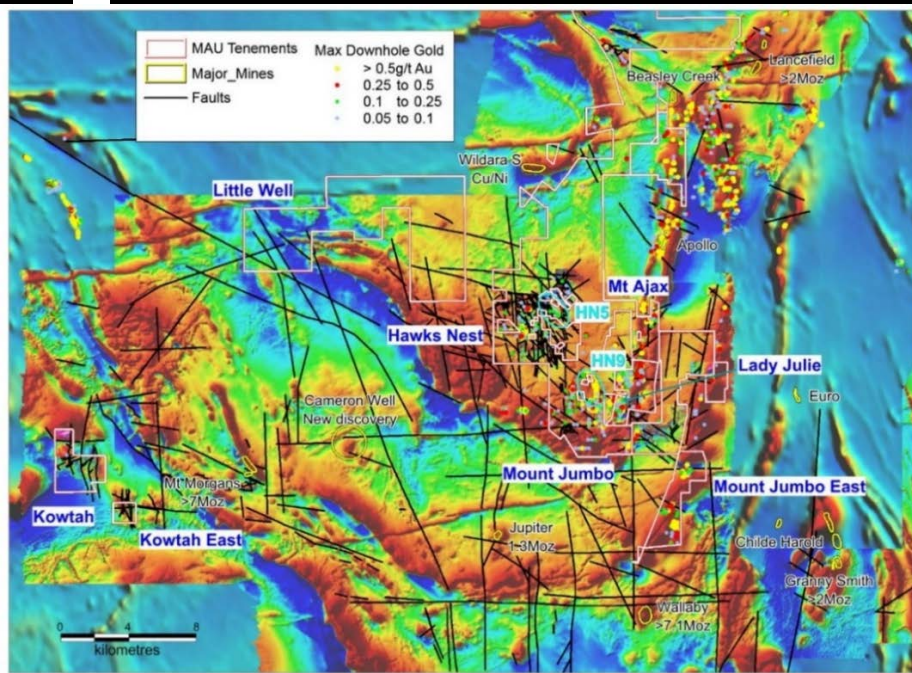 MAU Tenements
Major_Mines
Faults
Max Downhole Gold
> 0.5g/t Au
0.25 to 0.5
0.1 to 0.25
0.05 to 0.1
Beasley Creek
Lancefield
>2Moz
Wildara S
Cu/Ni
Little Well
Apollo
Mt Ajax
HN5
Hawks Nest
HN9
Lady Julie
Euro
Cameron Well
New discovery
Mount Jumbo
Mt Morgans
>7Moz
Mount Jumbo East
Kowtah
Kowtah East
Jupiter
1.3Moz
Childe Harold
Granny Smith
>2Moz
Wallaby
>7.1Moz
0 4 8
kilometres